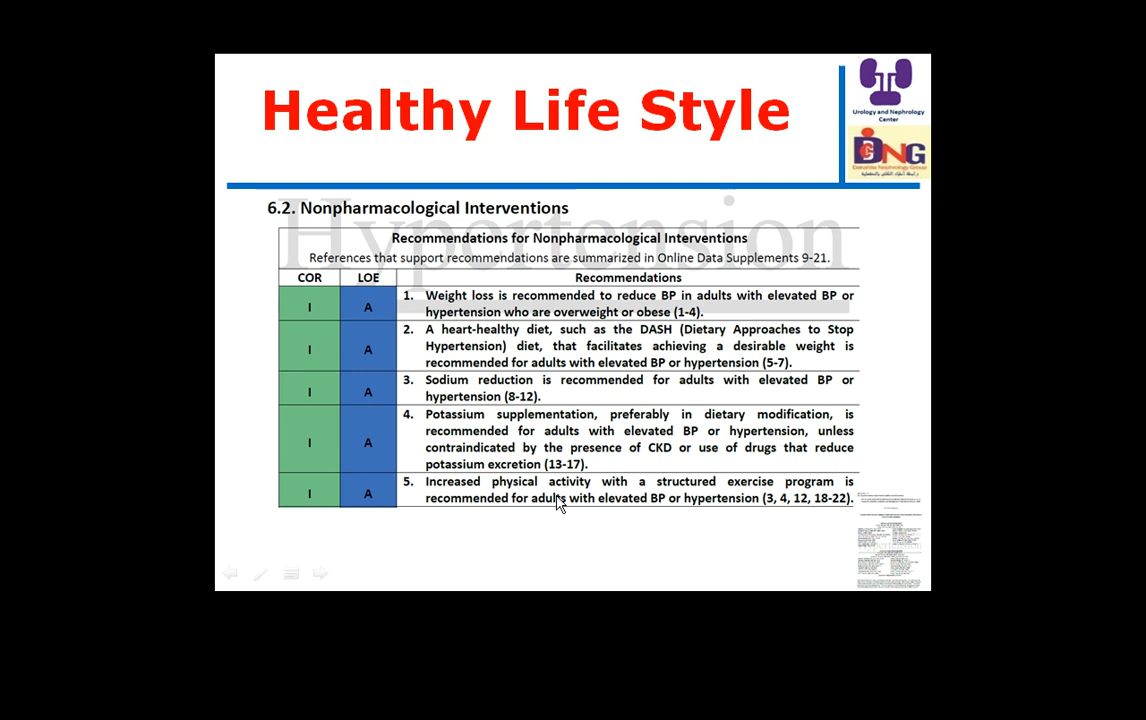 Healthy Life Style
Urology and Nephrology
Center
DNG
Dakahlia Nephrology Group
Hypertension
6.2. Nonpharmacological Interventions
Recommendations for Nonpharmacological Interventions
References that support recommendations are summarized in Online Data Supplements 9-21.
COR LOE Recommendations
I A 1. Weight loss is recommended to reduce BP in adults with elevated BP or
hypertension who are overweight or obese (1-4).
I A 2. A heart-healthy diet, such as the DASH (Dietary Approaches to Stop
Hypertension) diet, that facilitates achieving a desirable weight is
recommended for adults with elevated BP or hypertension (5-7).
I A 3. Sodium reduction is recommended for adults with elevated BP or
hypertension (8-12).
I A 4. Potassium supplementation, preferably in dietary modification, is
recommended for adults with elevated BP or hypertension, unless
contraindicated by the presence of CKD or use of drugs that reduce
potassium excretion (13-17).
I A 5. Increased physical activity with a structured exercise program is
recommended for adults with elevated BP or hypertension (3, 4, 12, 18-22).